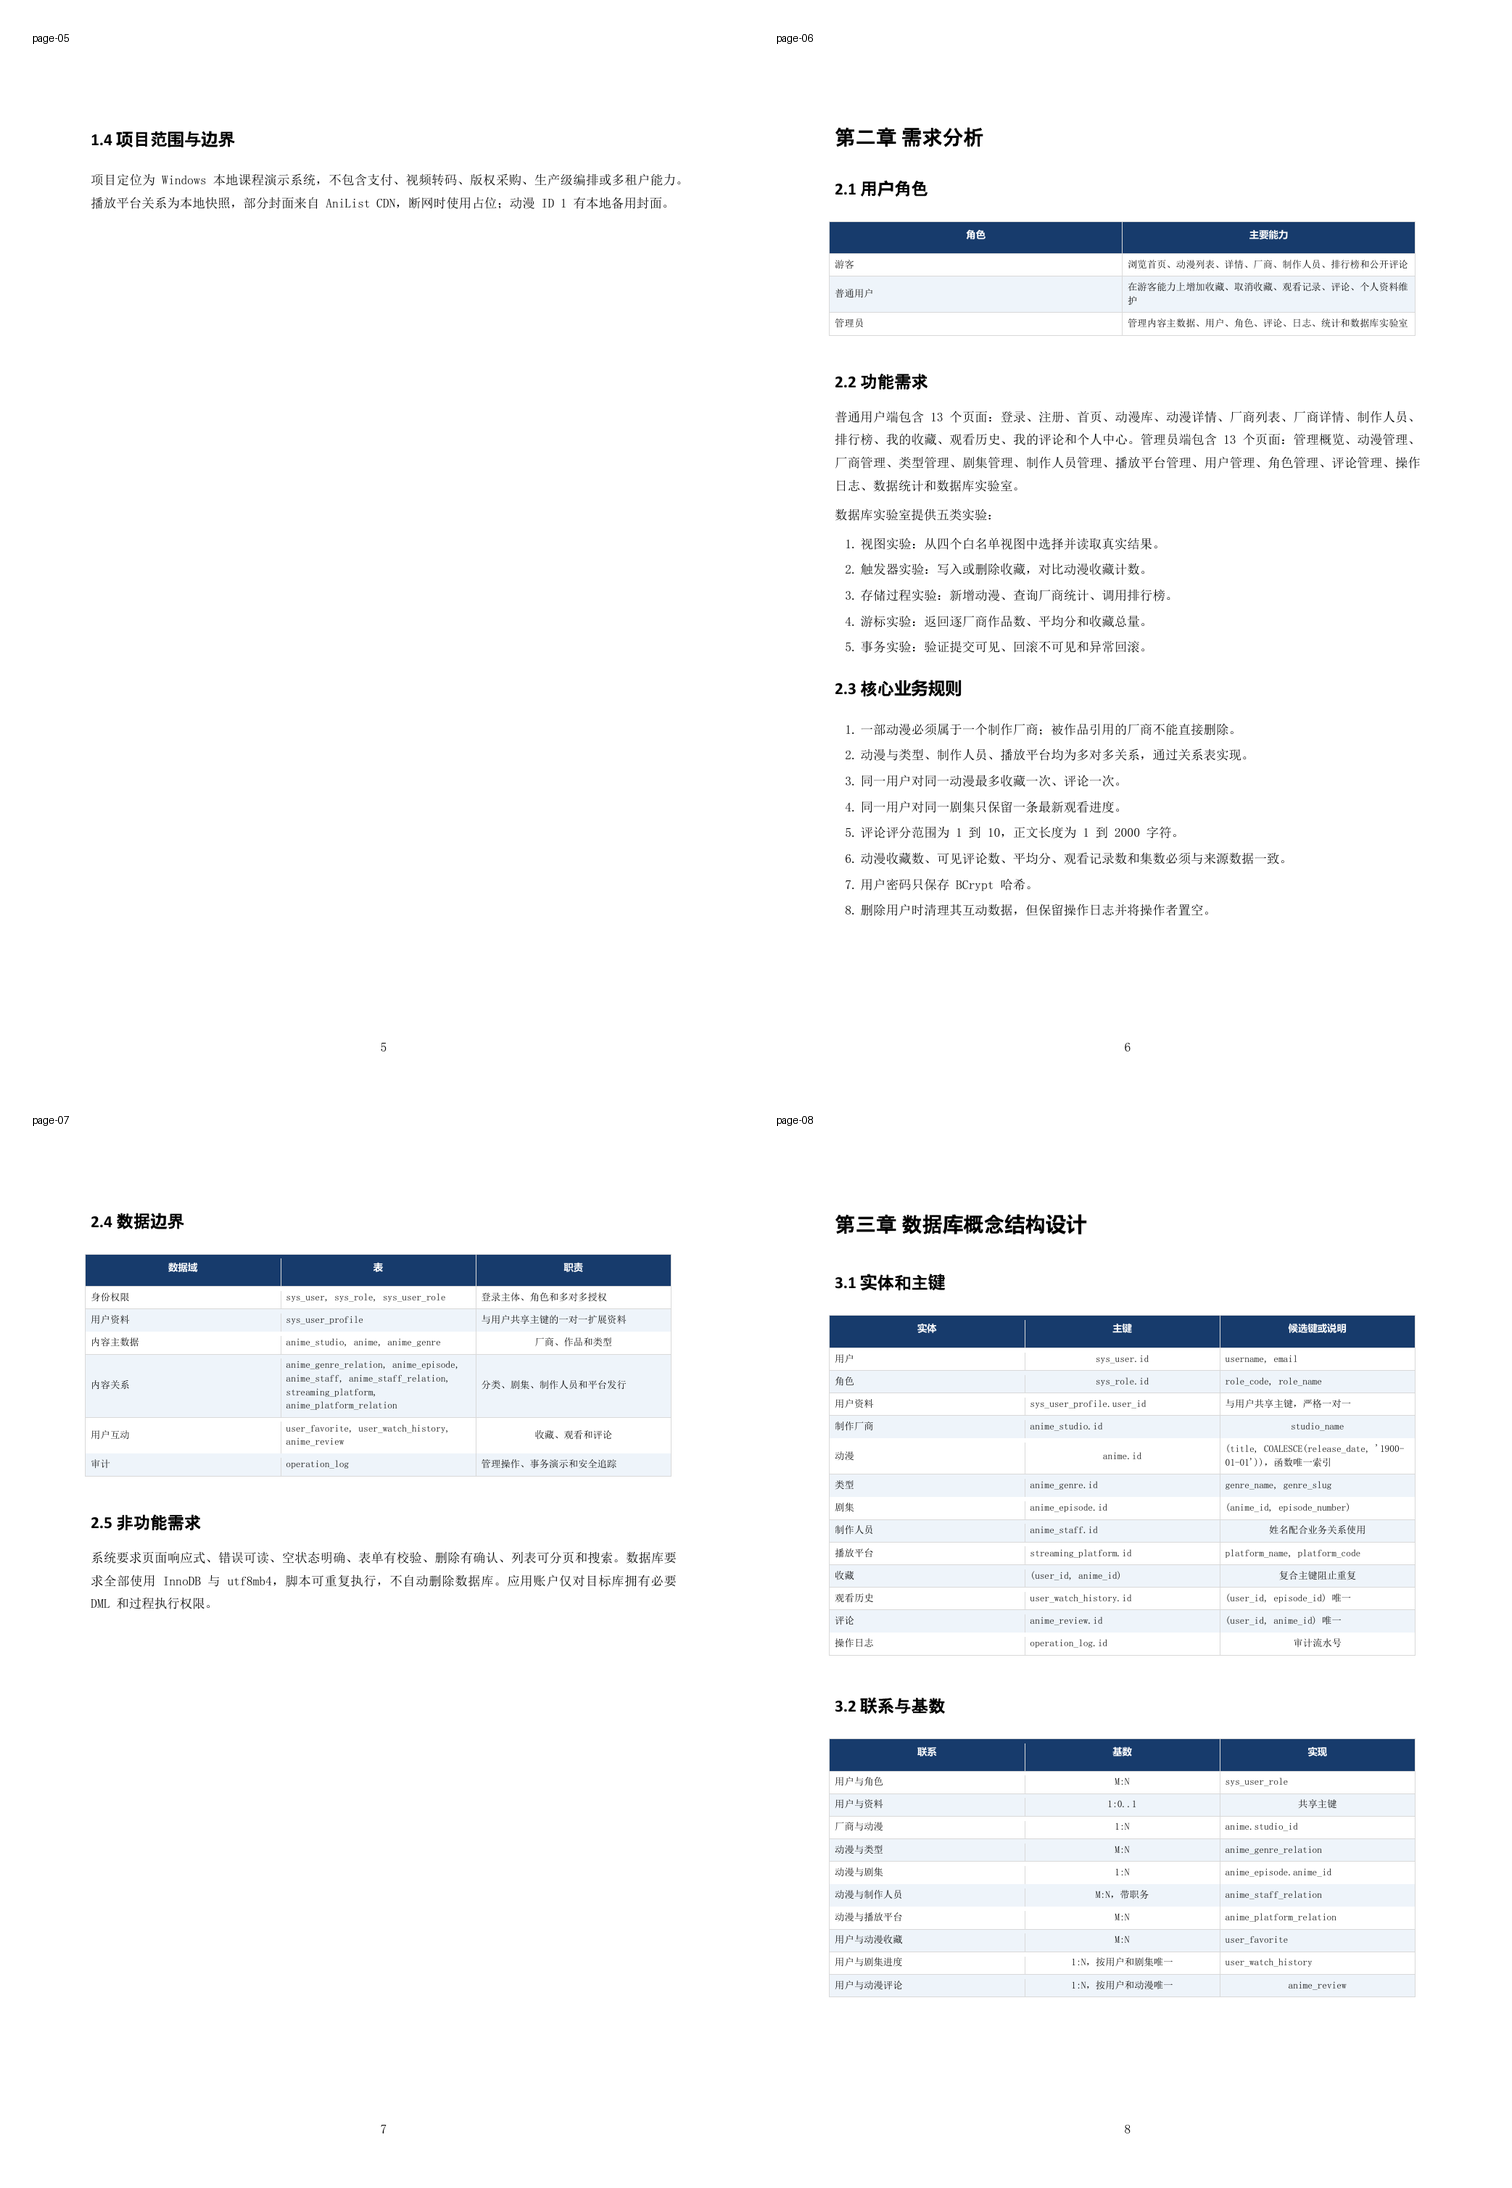 page-05
1.4 项目范围与边界
项目定位为 Windows 本地课程演示系统，不包含支付、视频转码、版权采购、生产级编排或多租户能力。
播放平台关系为本地快照，部分封面来自 AniList CDN，断网时使用占位；动漫 ID 1 有本地备用封面。
5
page-06
第二章 需求分析
2.1 用户角色
角色 主要能力
游客 浏览首页、动漫列表、详情、厂商、制作人员、排行榜和公开评论
普通用户 在游客能力上增加收藏、取消收藏、观看记录、评论、个人资料维
护
管理员 管理内容主数据、用户、角色、评论、日志、统计和数据库实验室
2.2 功能需求
普通用户端包含 13 个页面：登录、注册、首页、动漫库、动漫详情、厂商列表、厂商详情、制作人员、
排行榜、我的收藏、观看历史、我的评论和个人中心。管理员端包含 13 个页面：管理概览、动漫管理、
厂商管理、类型管理、剧集管理、制作人员管理、播放平台管理、用户管理、角色管理、评论管理、操作
日志、数据统计和数据库实验室。
数据库实验室提供五类实验：
1. 视图实验：从四个白名单视图中选择并读取真实结果。
2. 触发器实验：写入或删除收藏，对比动漫收藏计数。
3. 存储过程实验：新增动漫、查询厂商统计、调用排行榜。
4. 游标实验：返回逐厂商作品数、平均分和收藏总量。
5. 事务实验：验证提交可见、回滚不可见和异常回滚。
2.3 核心业务规则
1. 一部动漫必须属于一个制作厂商；被作品引用的厂商不能直接删除。
2. 动漫与类型、制作人员、播放平台均为多对多关系，通过关系表实现。
3. 同一用户对同一动漫最多收藏一次、评论一次。
4. 同一用户对同一剧集只保留一条最新观看进度。
5. 评论评分范围为 1 到 10，正文长度为 1 到 2000 字符。
6. 动漫收藏数、可见评论数、平均分、观看记录数和集数必须与来源数据一致。
7. 用户密码只保存 BCrypt 哈希。
8. 删除用户时清理其互动数据，但保留操作日志并将操作者置空。
6
page-07
2.4 数据边界
数据域 表 职责
身份权限 sys_user, sys_role, sys_user_role 登录主体、角色和多对多授权
用户资料 sys_user_profile 与用户共享主键的一对一扩展资料
内容主数据 anime_studio, anime, anime_genre 厂商、作品和类型
内容关系 anime_genre_relation, anime_episode,
anime_staff, anime_staff_relation,
streaming_platform,
anime_platform_relation 分类、剧集、制作人员和平台发行
用户互动 user_favorite, user_watch_history,
anime_review 收藏、观看和评论
审计 operation_log 管理操作、事务演示和安全追踪
2.5 非功能需求
系统要求页面响应式、错误可读、空状态明确、表单有校验、删除有确认、列表可分页和搜索。数据库要
求全部使用 InnoDB 与 utf8mb4，脚本可重复执行，不自动删除数据库。应用账户仅对目标库拥有必要
DML 和过程执行权限。
7
page-08
第三章 数据库概念结构设计
3.1 实体和主键
实体 主键 候选键或说明
用户 sys_user.id username, email
角色 sys_role.id role_code, role_name
用户资料 sys_user_profile.user_id 与用户共享主键，严格一对一
制作厂商 anime_studio.id studio_name
动漫 anime.id (title, COALESCE(release_date, '1900-
01-01'))，函数唯一索引
类型 anime_genre.id genre_name, genre_slug
剧集 anime_episode.id (anime_id, episode_number)
制作人员 anime_staff.id 姓名配合业务关系使用
播放平台 streaming_platform.id platform_name, platform_code
收藏 (user_id, anime_id) 复合主键阻止重复
观看历史 user_watch_history.id (user_id, episode_id) 唯一
评论 anime_review.id (user_id, anime_id) 唯一
操作日志 operation_log.id 审计流水号
3.2 联系与基数
联系 基数 实现
用户与角色 M:N sys_user_role
用户与资料 1:0..1 共享主键
厂商与动漫 1:N anime.studio_id
动漫与类型 M:N anime_genre_relation
动漫与剧集 1:N anime_episode.anime_id
动漫与制作人员 M:N，带职务 anime_staff_relation
动漫与播放平台 M:N anime_platform_relation
用户与动漫收藏 M:N user_favorite
用户与剧集进度 1:N，按用户和剧集唯一 user_watch_history
用户与动漫评论 1:N，按用户和动漫唯一 anime_review
8